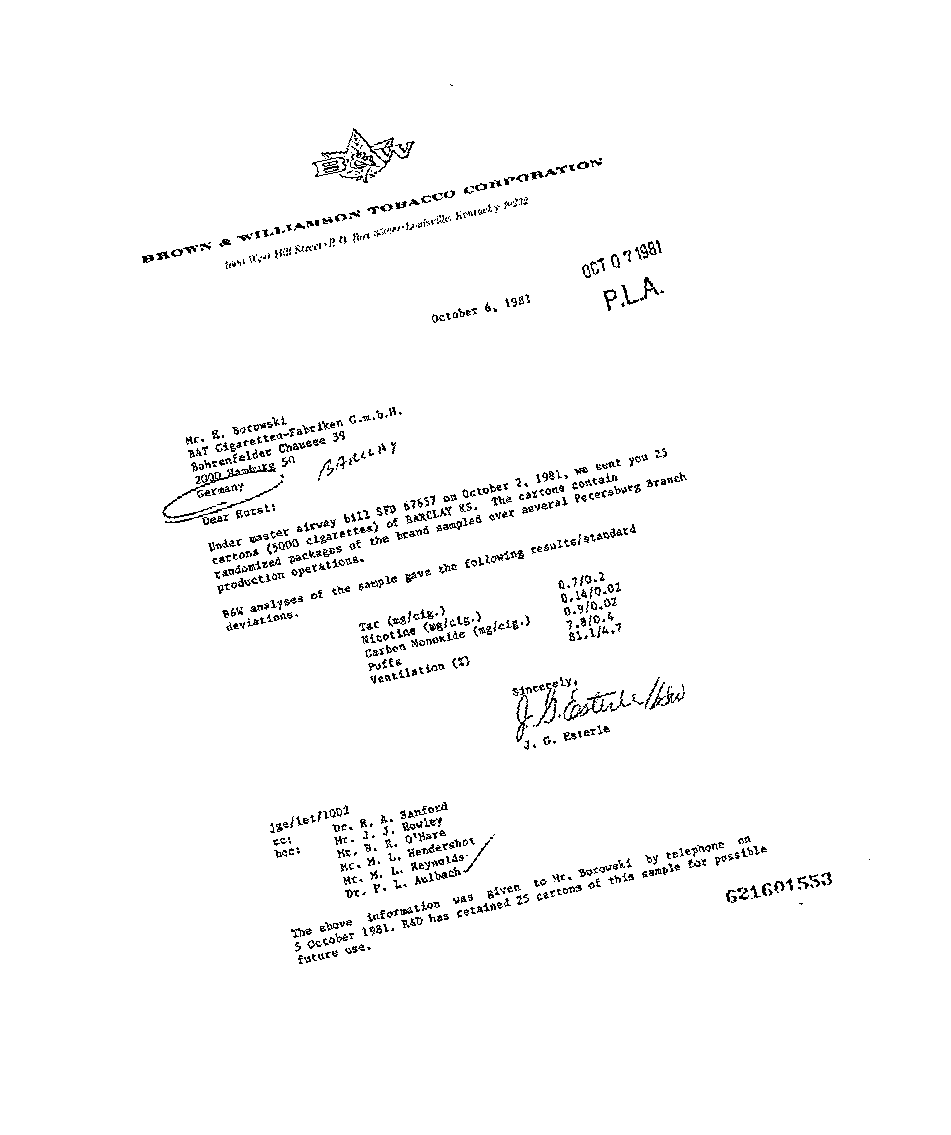 B&W
BROWN & WILLIAMSON TOBACCO CORPORATION
1600 West Hill Street • P.O. Box • Louisville, Kentucky 40232
OCT 07 1981
P.L.A.
October 6, 1981
Mr. H. Borowski
BAT Cigaretten-Fabriken G.m.b.H.
Bohrenfelder Chausse 39
2000 Hamburg 50
Germany
BARCLAY
Dear Horst:
Under master airway bill SFD 67657 on October 2, 1981, we sent you 25
cartons (5000 cigarettes) of BARCLAY KS. The cartons contain
randomized packages of the brand sampled over several Petersburg Branch
production operations.
B&W analyses of the sample gave the following results/standard
deviations.
Tar (mg/cig.) 0.7/0.2
Nicotine (mg/cig.) 0.14/0.02
Carbon Monoxide (mg/cig.) 0.9/0.02
Puffs 7.8/0.4
Ventilation (%) 81.1/4.7
Sincerely,
J. G. Esterle
J. G. Esterle
jge/let/1002
cc: Dr. R. A. Sanford
bcc: Mr. J. J. Rowley
Mr. B. R. O'Hare
Mr. M. L. Hendershot
Mr. M. L. Reynolds
Dr. P. L. Aulbach
The above information was given to Mr. Borowski by telephone on
5 October 1981. R&D has retained 25 cartons of this sample for possible
future use.
621601553